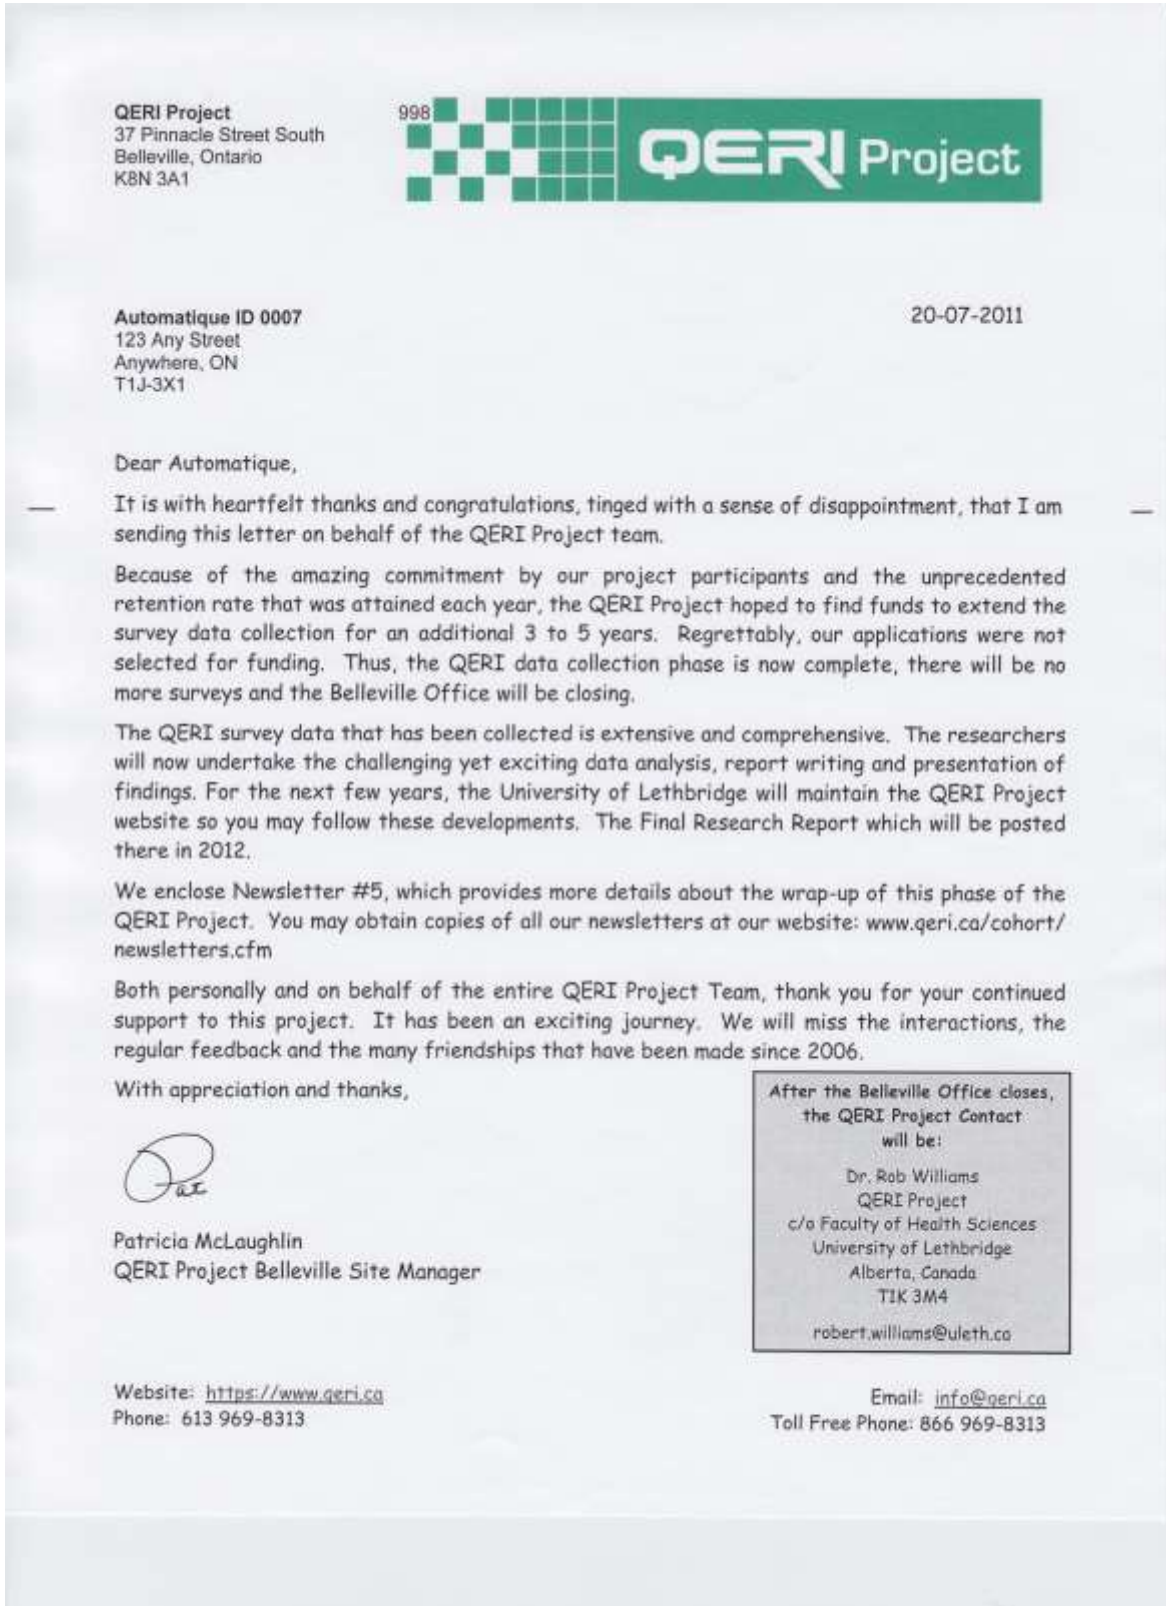 QERI Project
37 Pinnacle Street South
Belleville, Ontario
K8N 3A1
998
QERI Project
Automatique ID 0007
123 Any Street
Anywhere, ON
T1J-3X1
20-07-2011
Dear Automatique,
It is with heartfelt thanks and congratulations, tinged with a sense of disappointment, that I am
sending this letter on behalf of the QERI Project team.
Because of the amazing commitment by our project participants and the unprecedented
retention rate that was attained each year, the QERI Project hoped to find funds to extend the
survey data collection for an additional 3 to 5 years. Regrettably, our applications were not
selected for funding. Thus, the QERI data collection phase is now complete, there will be no
more surveys and the Belleville Office will be closing.
The QERI survey data that has been collected is extensive and comprehensive. The researchers
will now undertake the challenging yet exciting data analysis, report writing and presentation of
findings. For the next few years, the University of Lethbridge will maintain the QERI Project
website so you may follow these developments. The Final Research Report which will be posted
there in 2012.
We enclose Newsletter #5, which provides more details about the wrap-up of this phase of the
QERI Project. You may obtain copies of all our newsletters at our website: www.qeri.ca/cohort/
newsletters.cfm
Both personally and on behalf of the entire QERI Project Team, thank you for your continued
support to this project. It has been an exciting journey. We will miss the interactions, the
regular feedback and the many friendships that have been made since 2006.
With appreciation and thanks,
Pat
Patricia McLaughlin
QERI Project Belleville Site Manager
After the Belleville Office closes,
the QERI Project Contact
will be:
Dr. Rob Williams
QERI Project
c/o Faculty of Health Sciences
University of Lethbridge
Alberta, Canada
T1K 3M4
robert.williams@uleth.ca
Website: https://www.qeri.ca
Phone: 613 969-8313
Email: info@qeri.ca
Toll Free Phone: 866 969-8313